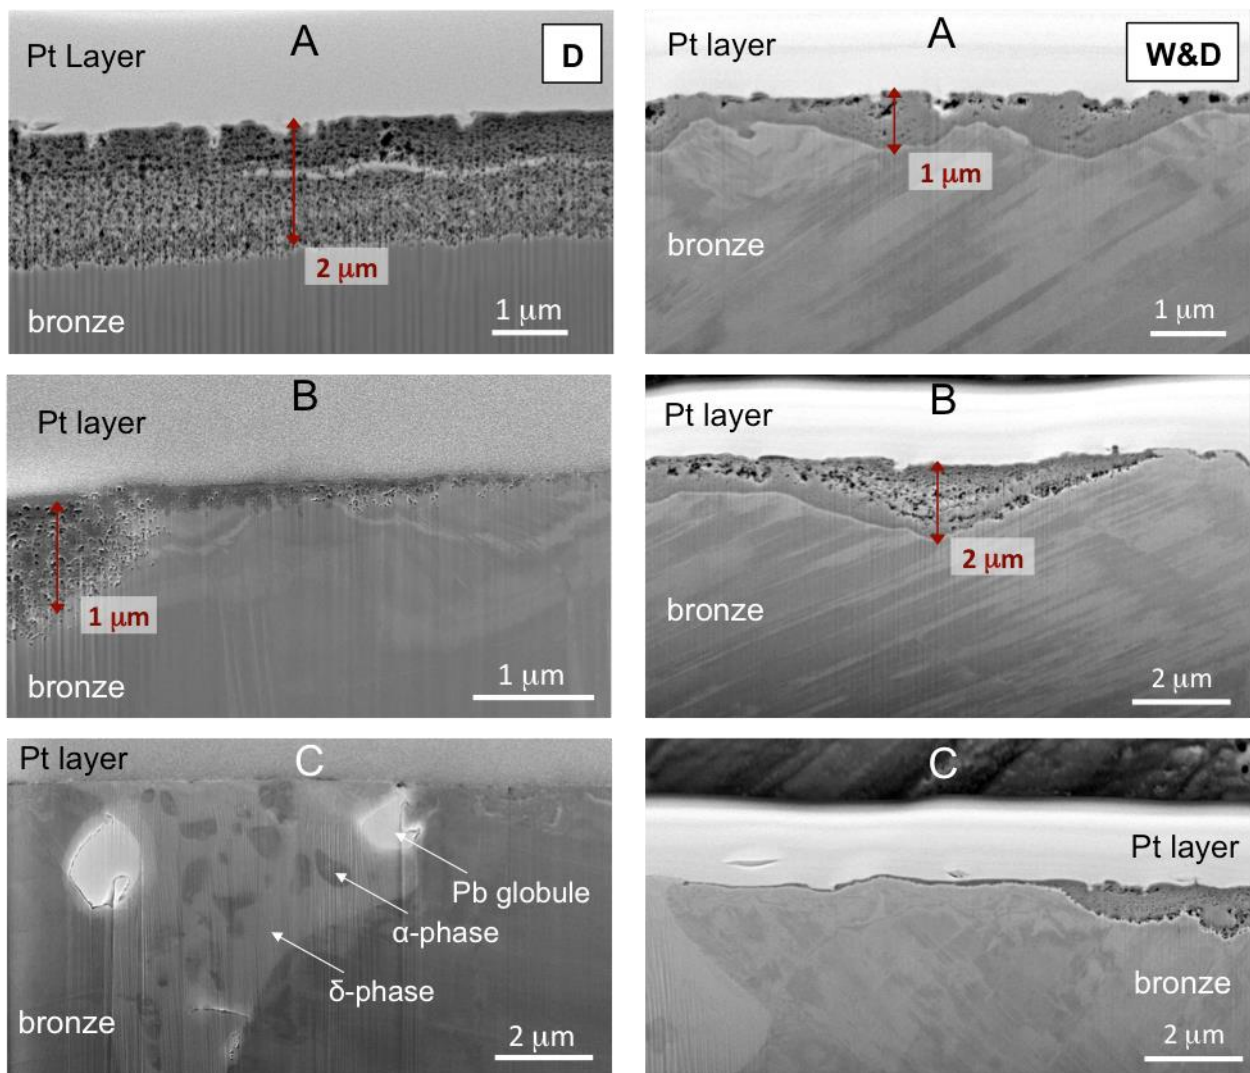 A
Pt Layer
D
2 μm
bronze
1 μm
A
Pt layer
W&D
1 μm
bronze
1 μm
B
Pt layer
1 μm
bronze
1 μm
B
Pt layer
2 μm
bronze
2 μm
Pt layer
C
Pb globule
α-phase
δ-phase
bronze
2 μm
C
Pt layer
bronze
2 μm